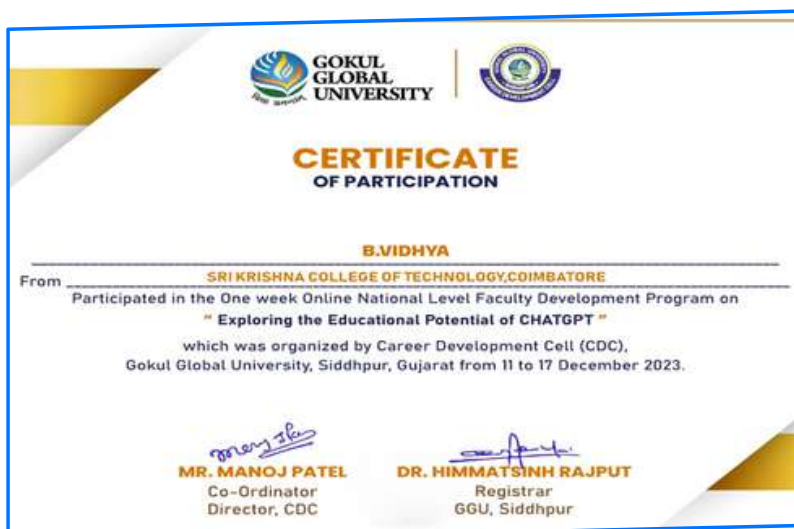 GOKUL
GLOBAL
UNIVERSITY
CERTIFICATE
OF PARTICIPATION
B.VIDHYA
From SRI KRISHNA COLLEGE OF TECHNOLOGY,COIMBATORE
Participated in the One week Online National Level Faculty Development Program on
" Exploring the Educational Potential of CHATGPT "
which was organized by Career Development Cell (CDC),
Gokul Global University, Siddhpur, Gujarat from 11 to 17 December 2023.
MR. MANOJ PATEL DR. HIMMATSINH RAJPUT
Co-Ordinator Registrar
Director, CDC GGU, Siddhpur